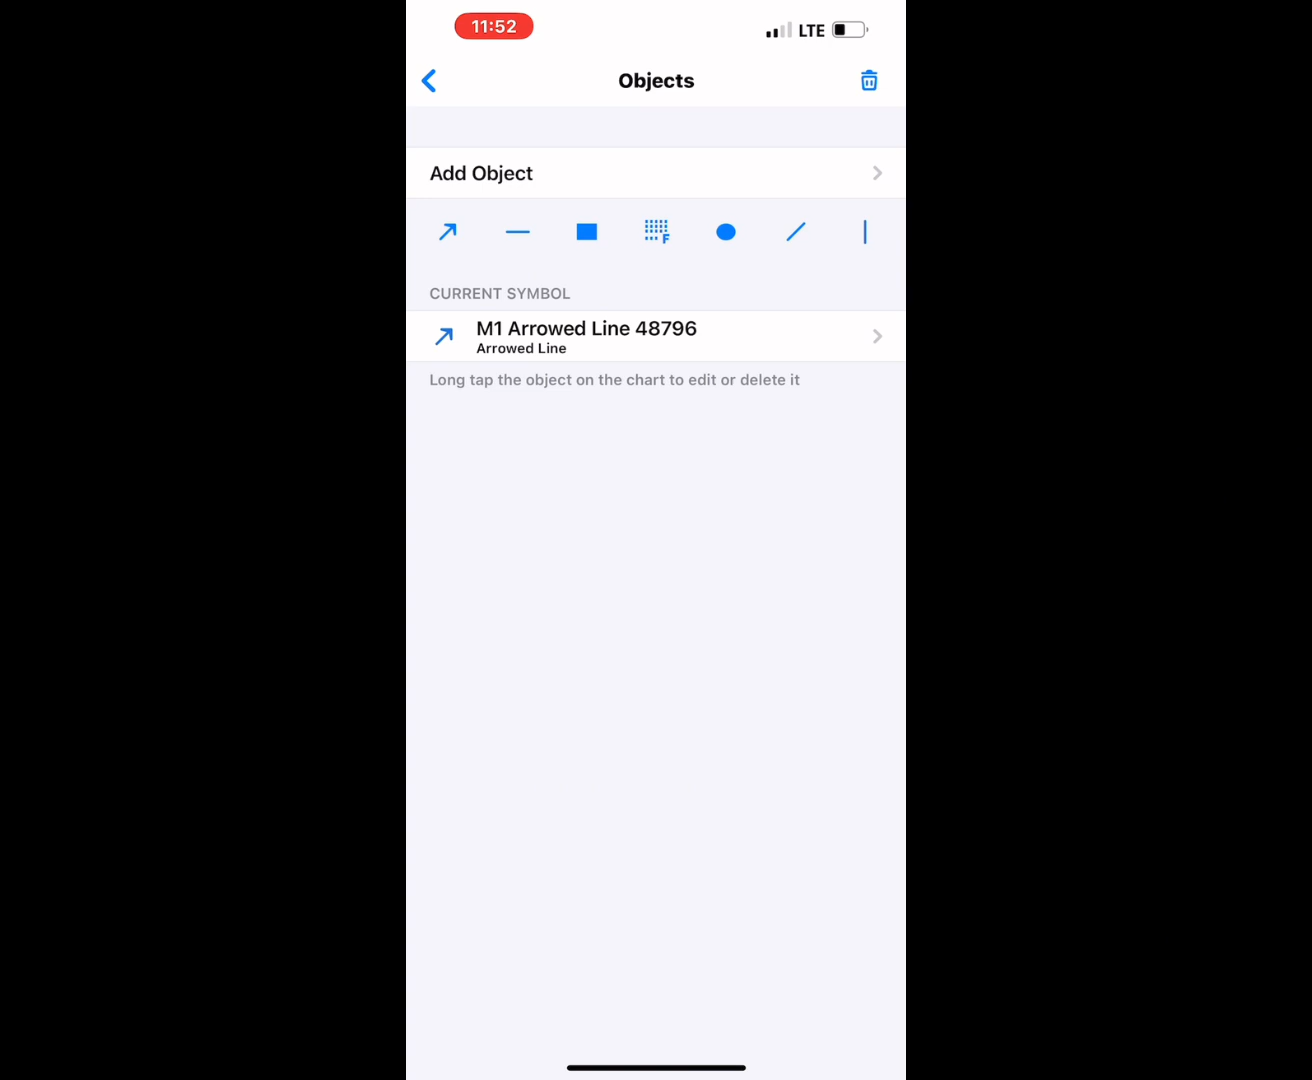 11:52
LTE
Objects
Add Object
F
CURRENT SYMBOL
M1 Arrowed Line 48796
Arrowed Line
Long tap the object on the chart to edit or delete it